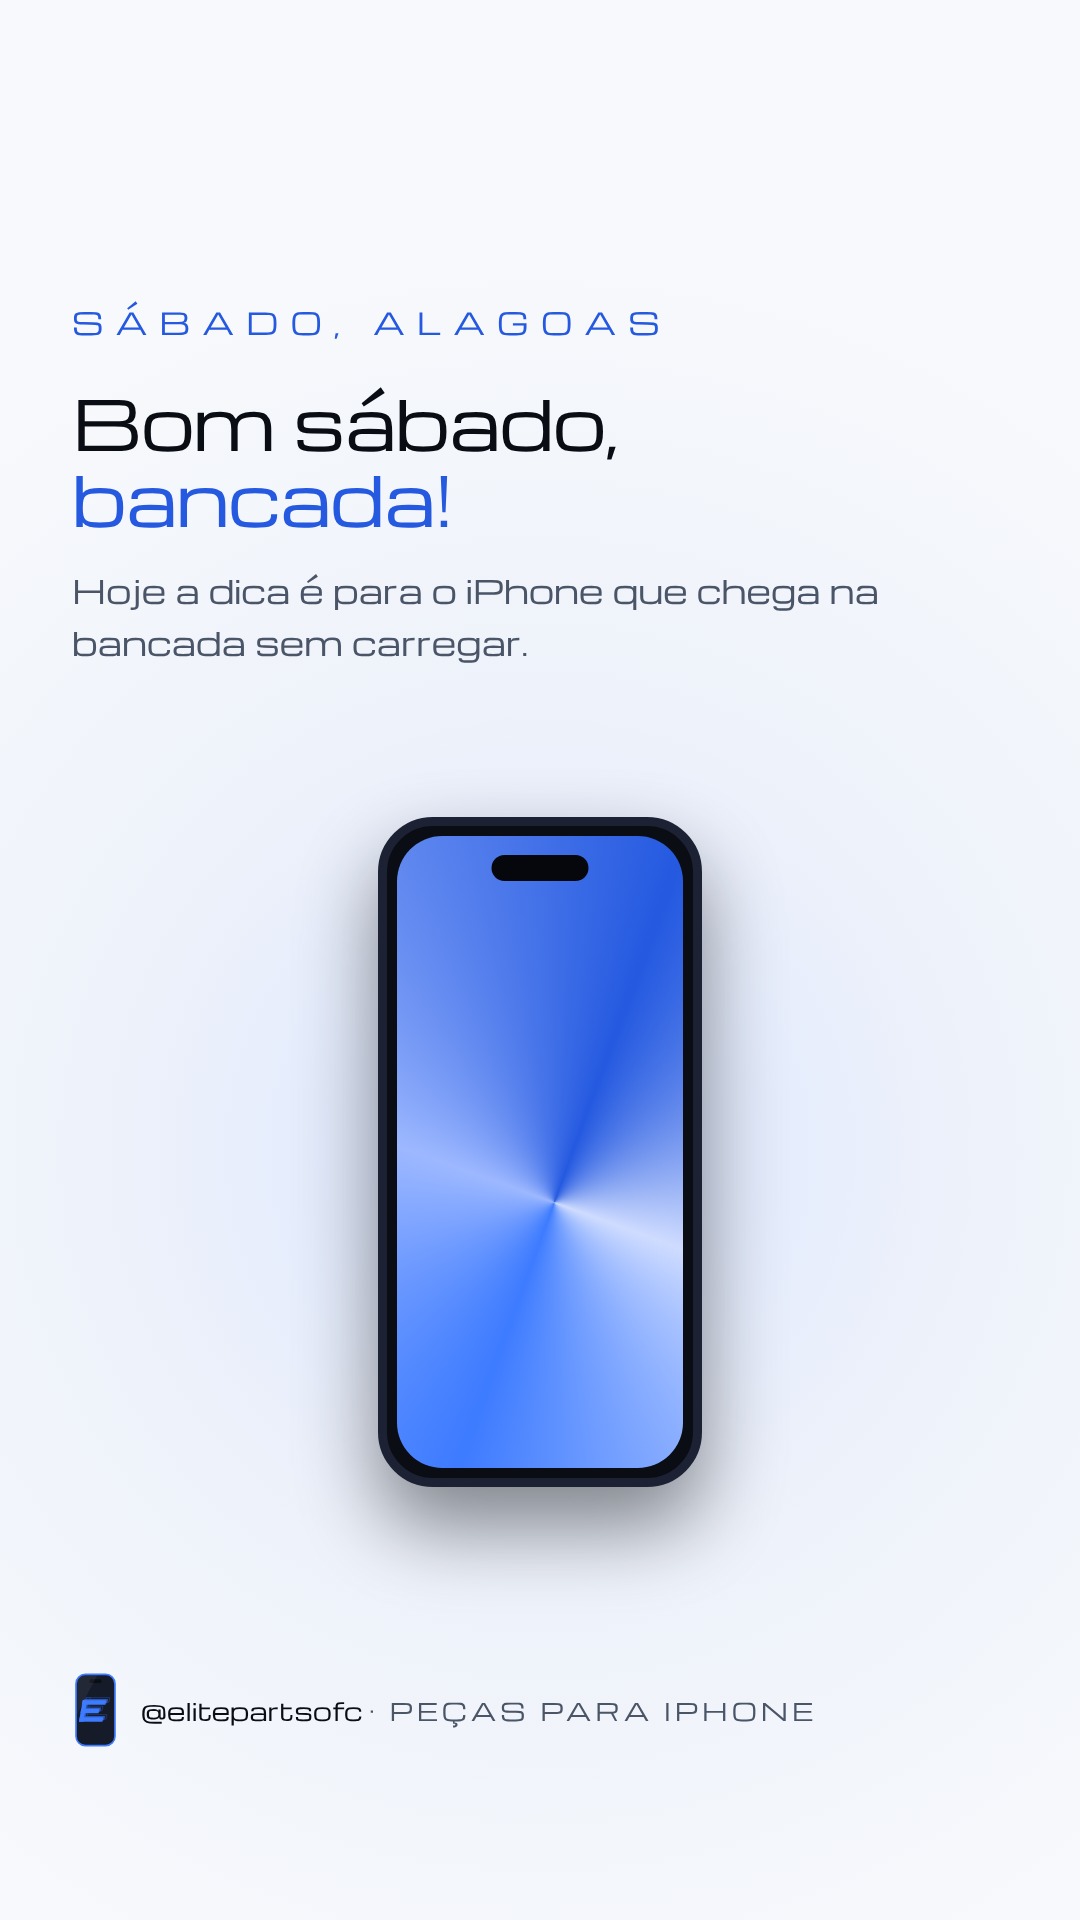 SÁBADO, ALAGOAS
Bom sábado,
bancada!
Hoje a dica é para o iPhone que chega na
bancada sem carregar.
E
@elitepartsofc · PEÇAS PARA IPHONE